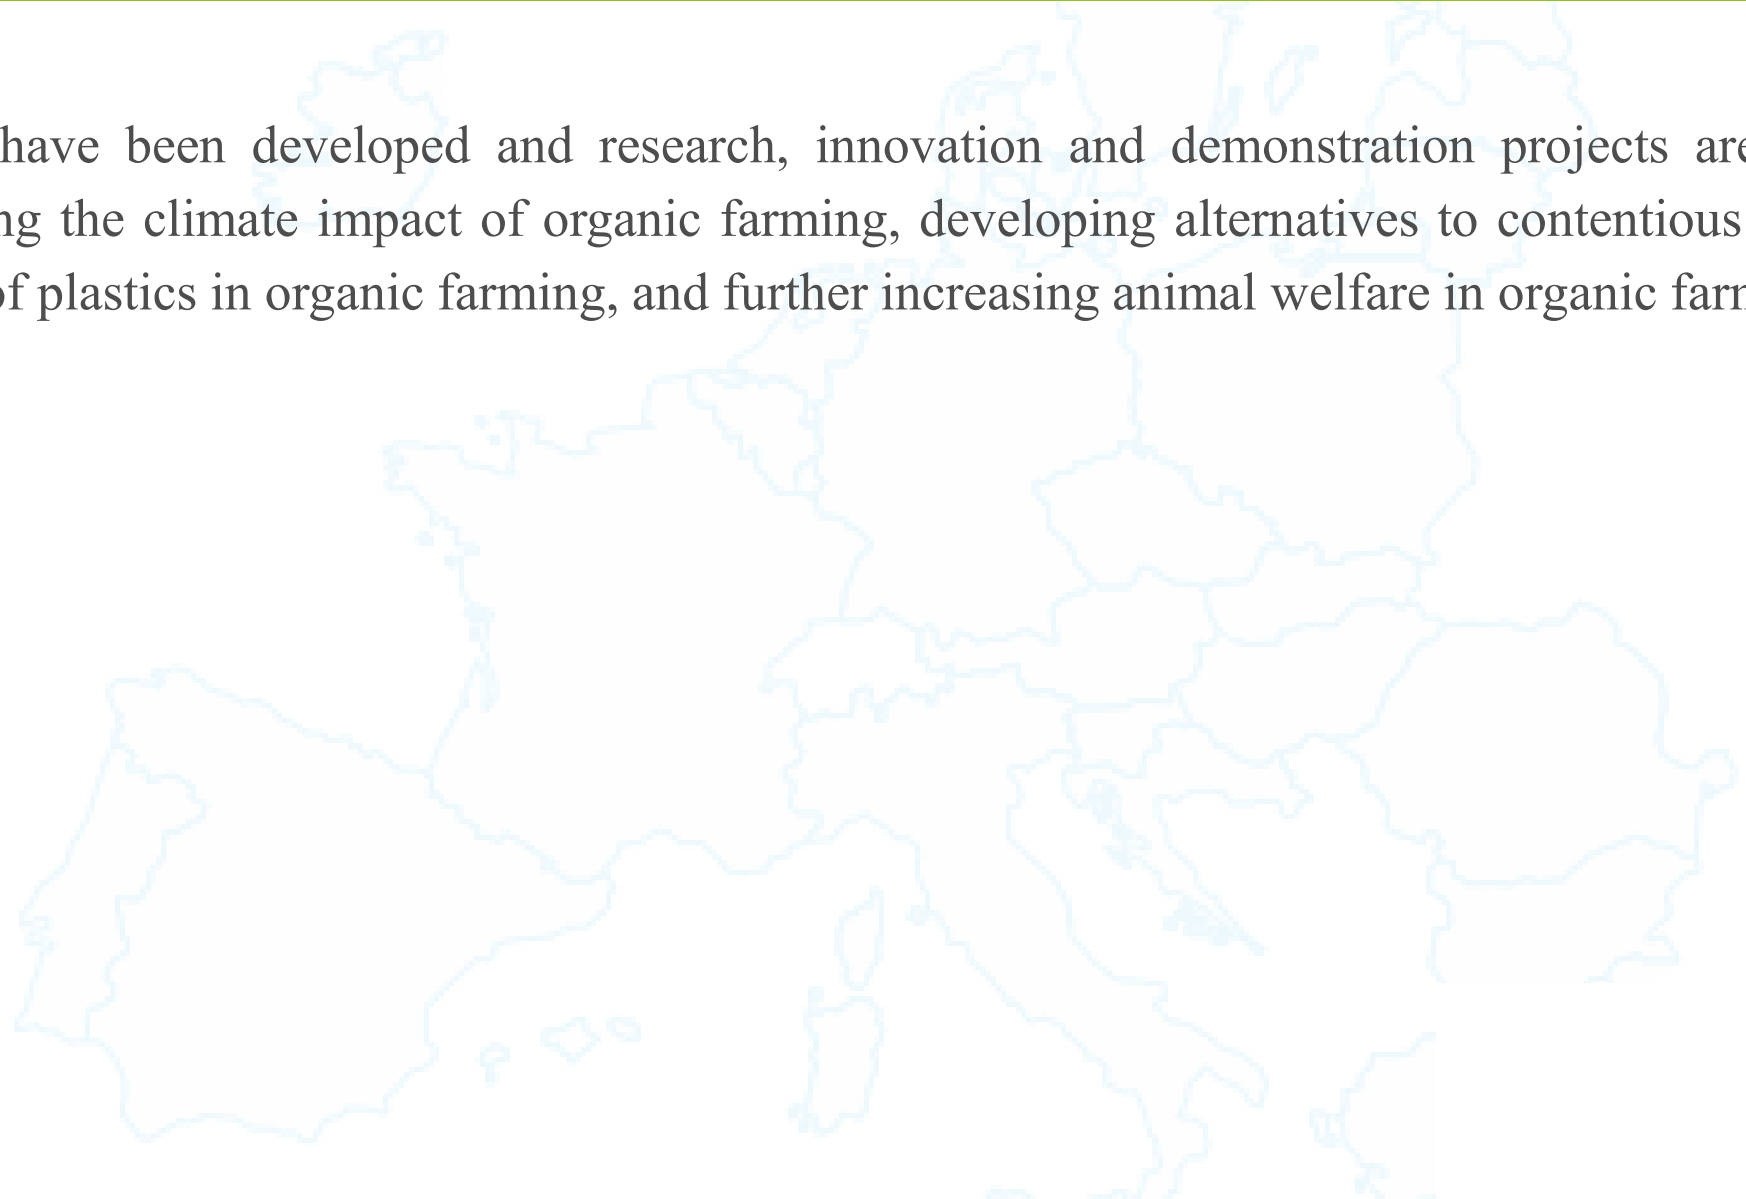 have been developed and research, innovation and demonstration projects are
ng the climate impact of organic farming, developing alternatives to contentious
of plastics in organic farming, and further increasing animal welfare in organic farm